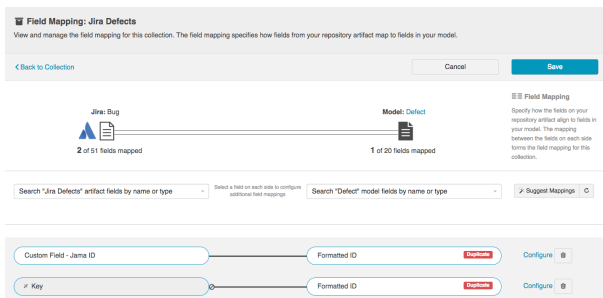 Field Mapping: Jira Defects
View and manage the field mapping for this collection. The field mapping specifies how fields from your repository artifact map to fields in your model.
Back to Collection
Cancel
Save
Field Mapping
Specify how the fields on your
repository artifact align to fields in
your model. The mapping
between the fields on each side
forms the field mapping for this
collection.
Jira: Bug
Model: Defect
2 of 51 fields mapped
1 of 20 fields mapped
Search "Jira Defects" artifact fields by name or type
Select a field on each side to configure
additional field mappings
Search "Defect" model fields by name or type
Suggest Mappings
Custom Field - Jama ID
Formatted ID
Duplicate
Configure
Key
Formatted ID
Duplicate
Configure